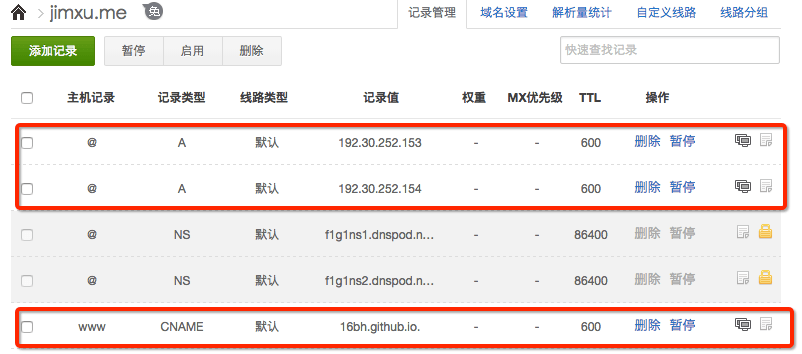 jimxu.me 免 记录管理 域名设置 解析量统计 自定义线路 线路分组
添加记录 暂停 启用 删除 快速查找记录
主机记录 记录类型 线路类型 记录值 权重 MX优先级 TTL 操作
@ A 默认 192.30.252.153 - - 600 删除 暂停
@ A 默认 192.30.252.154 - - 600 删除 暂停
@ NS 默认 f1g1ns1.dnspod.n... - - 86400 删除 暂停
@ NS 默认 f1g1ns2.dnspod.n... - - 86400 删除 暂停
www CNAME 默认 16bh.github.io. - - 600 删除 暂停